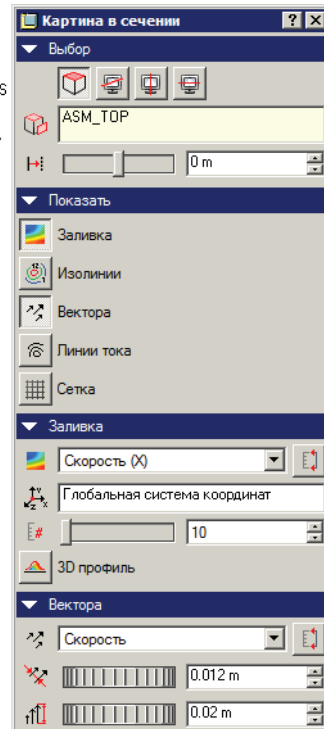 Картина в сечении
Выбор
s
ASM_TOP
0 m
Показать
Заливка
Изолинии
Вектора
Линии тока
Сетка
Заливка
Скорость (X)
Глобальная система координат
10
3D профиль
Вектора
Скорость
0.012 m
0.02 m